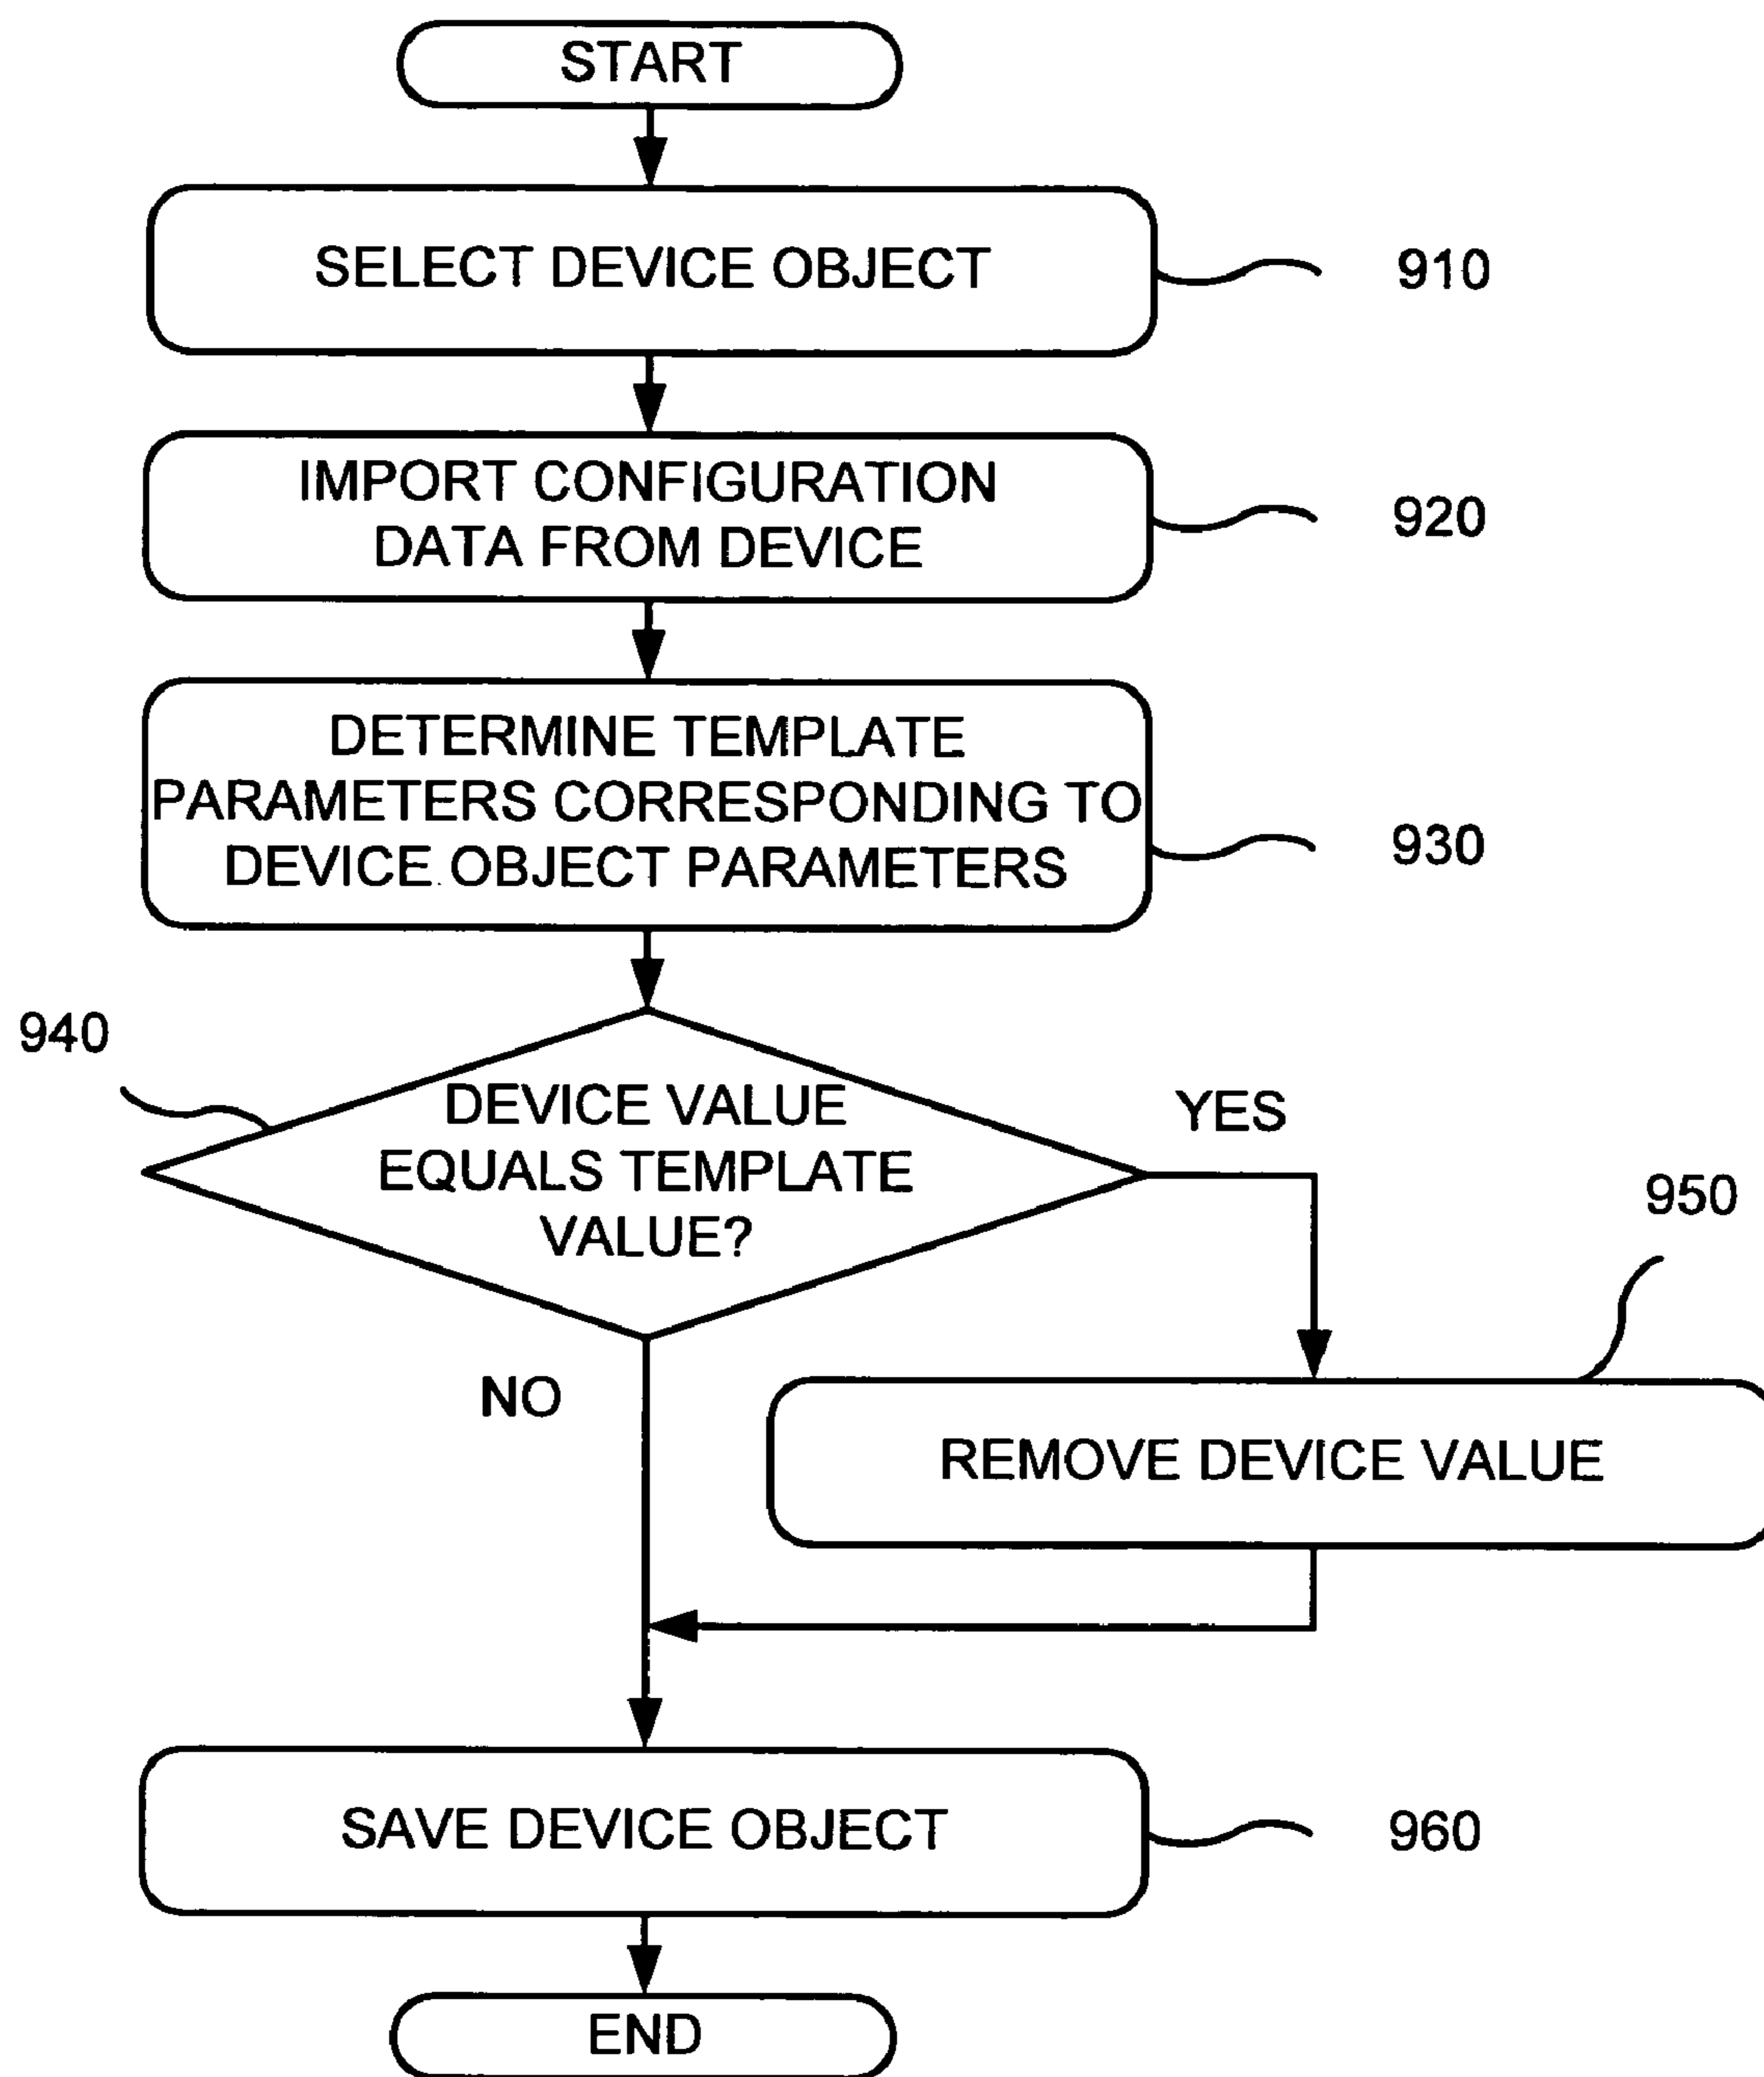 START
SELECT DEVICE OBJECT
910
IMPORT CONFIGURATION
DATA FROM DEVICE
920
DETERMINE TEMPLATE
PARAMETERS CORRESPONDING TO
DEVICE OBJECT PARAMETERS
930
940
DEVICE VALUE
EQUALS TEMPLATE
VALUE?
YES
NO
950
REMOVE DEVICE VALUE
SAVE DEVICE OBJECT
960
END